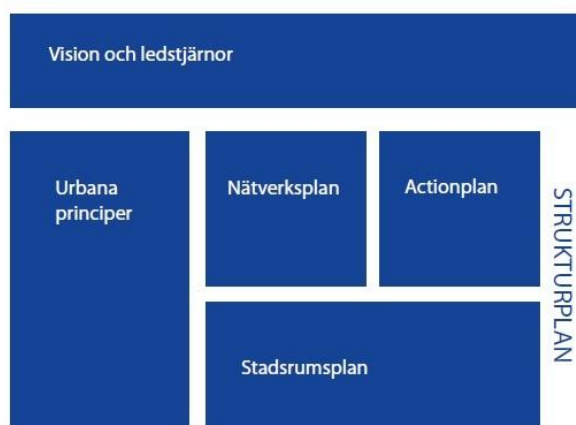 Vision och ledstjärnor
Urbana
principer
Nätverksplan
Actionplan
Stadsrumsplan
STRUKTURPLAN